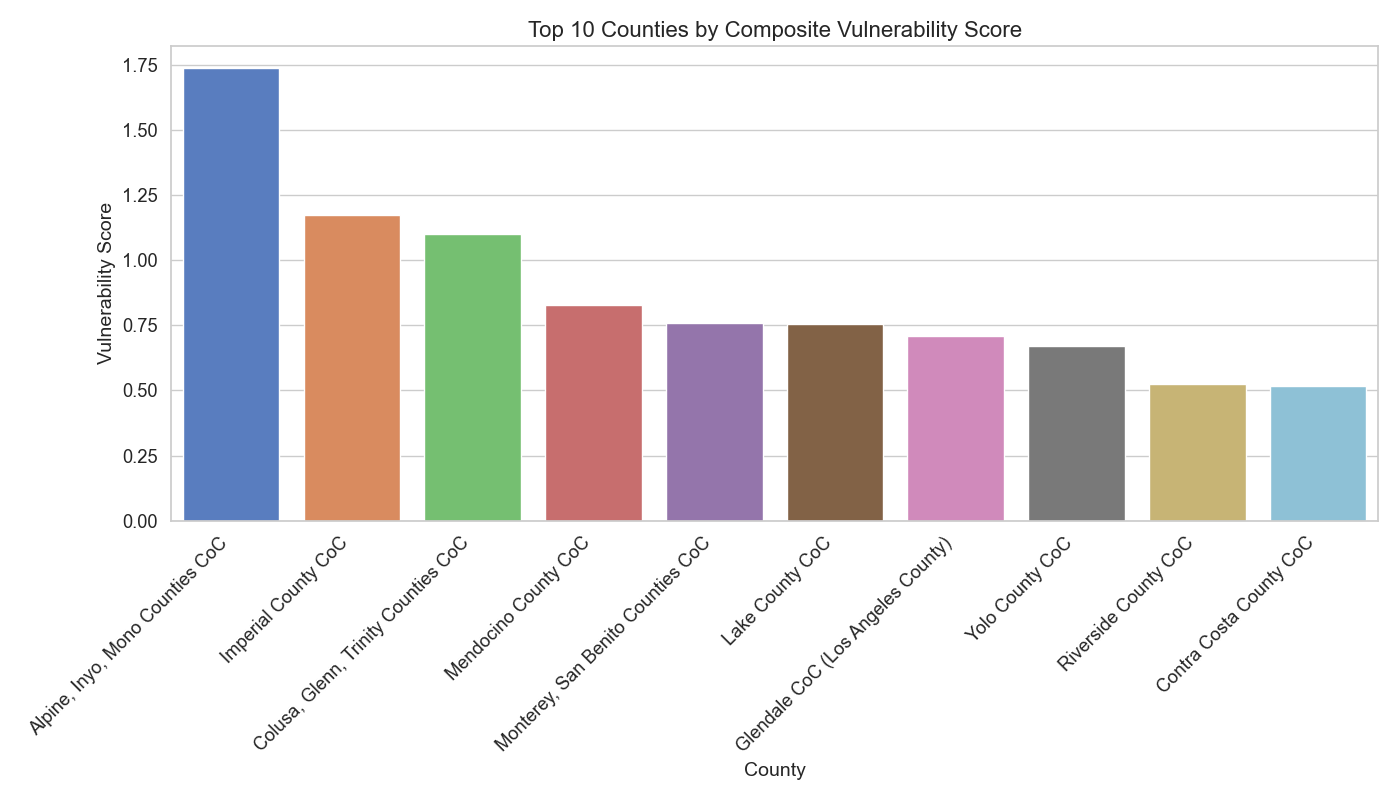 Top 10 Counties by Composite Vulnerability Score
Vulnerability Score
1.75
1.50
1.25
1.00
0.75
0.50
0.25
0.00
Alpine, Inyo, Mono Counties CoC
Imperial County CoC
Colusa, Glenn, Trinity Counties CoC
Mendocino County CoC
Monterey, San Benito Counties CoC
Lake County CoC
Glendale CoC (Los Angeles County)
Yolo County CoC
Riverside County CoC
Contra Costa County CoC
County